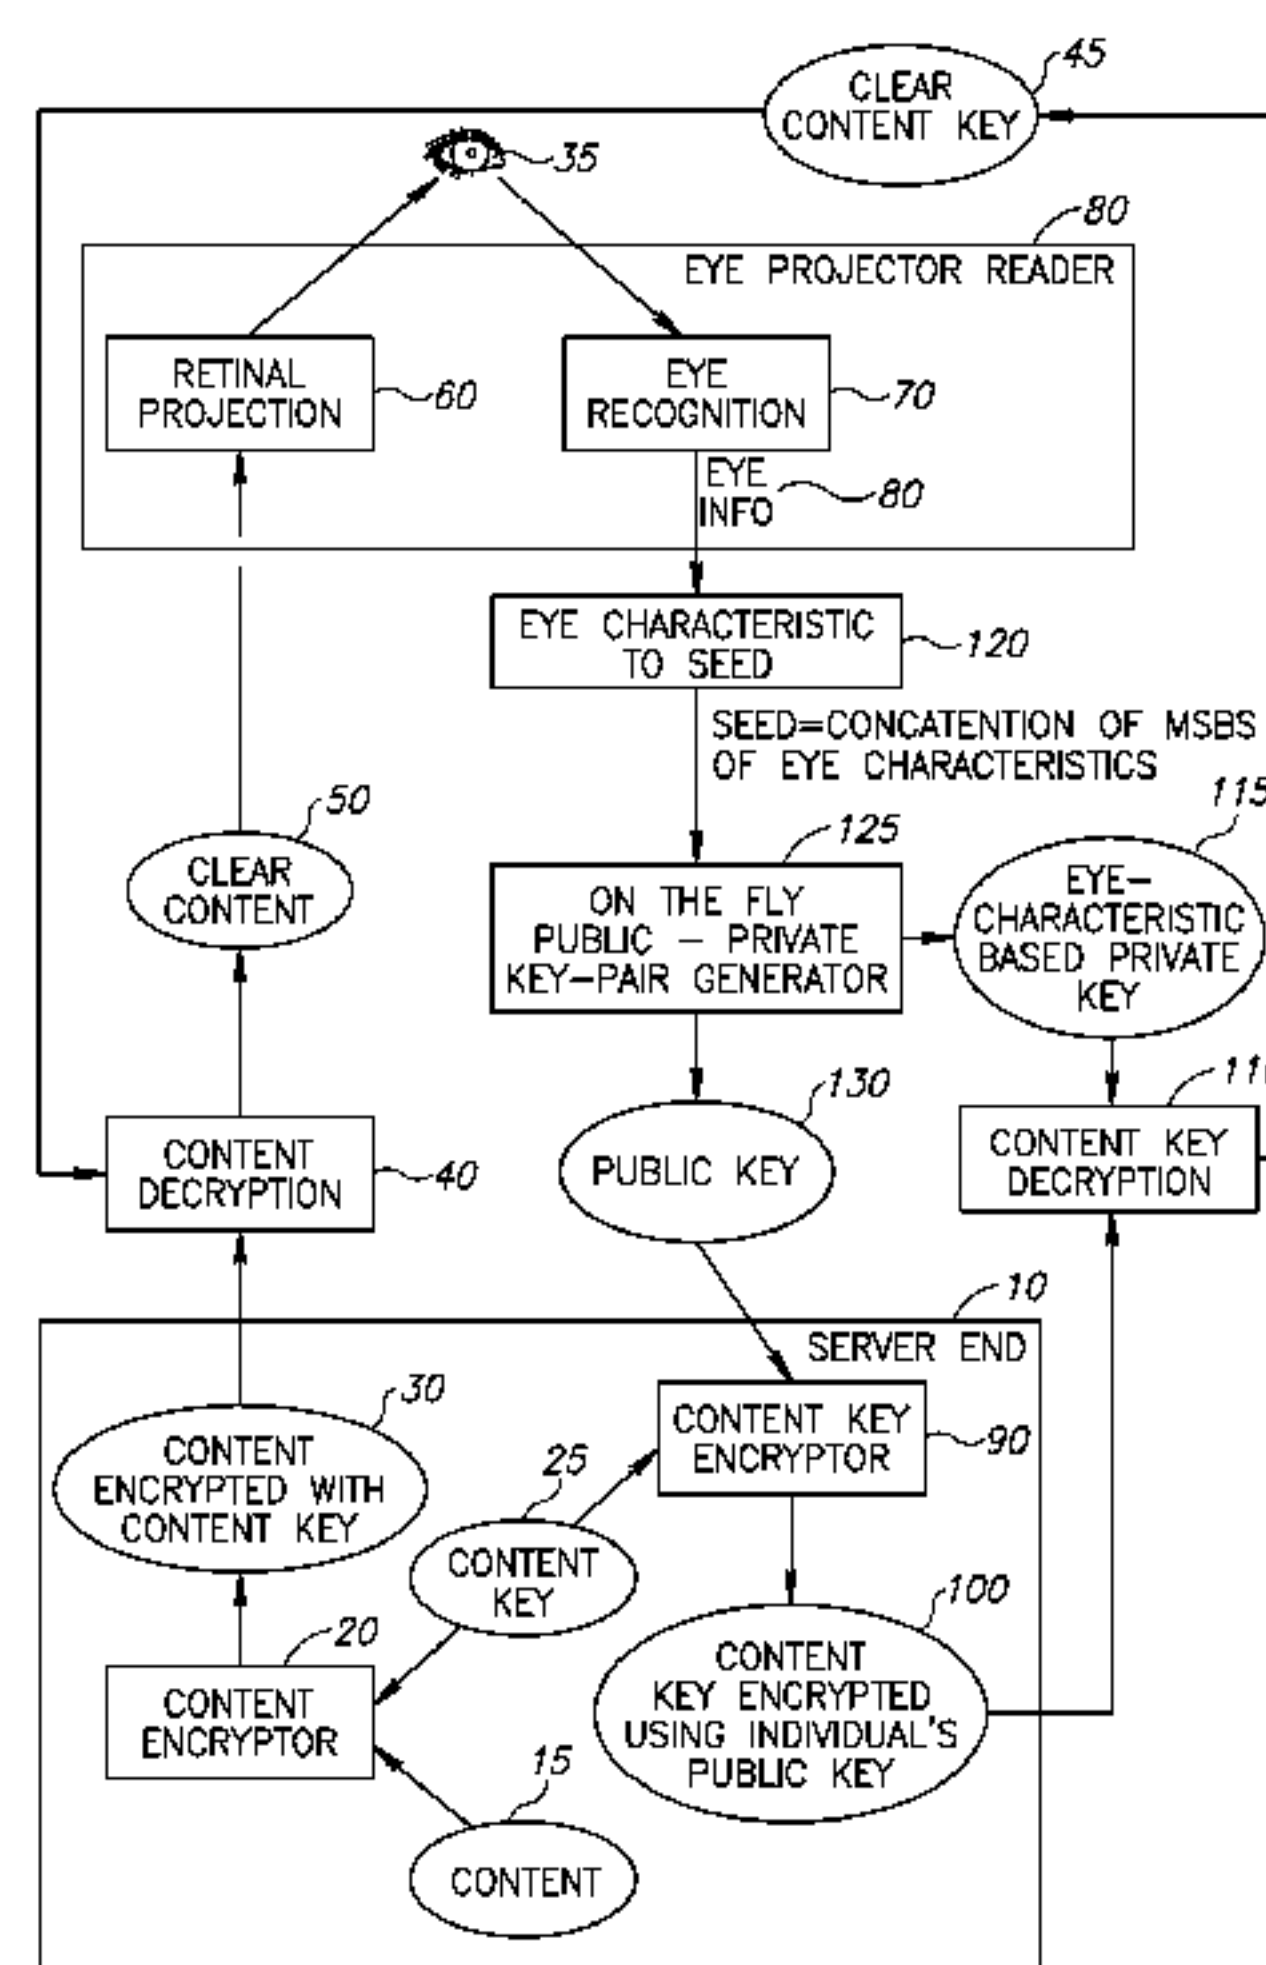 45
CLEAR
CONTENT KEY
35
80
EYE PROJECTOR READER
RETINAL
PROJECTION
60
EYE
RECOGNITION
70
EYE
INFO
80
EYE CHARACTERISTIC
TO SEED
120
SEED=CONCATENTION OF MSBS
OF EYE CHARACTERISTICS
50
CLEAR
CONTENT
125
ON THE FLY
PUBLIC – PRIVATE
KEY–PAIR GENERATOR
115
EYE–
CHARACTERISTIC
BASED PRIVATE
KEY
130
PUBLIC KEY
CONTENT KEY
DECRYPTION
CONTENT
DECRYPTION
40
10
SERVER END
30
CONTENT
ENCRYPTED WITH
CONTENT KEY
CONTENT KEY
ENCRYPTOR
90
25
CONTENT
KEY
20
CONTENT
ENCRYPTOR
100
CONTENT
KEY ENCRYPTED
USING INDIVIDUAL'S
PUBLIC KEY
15
CONTENT